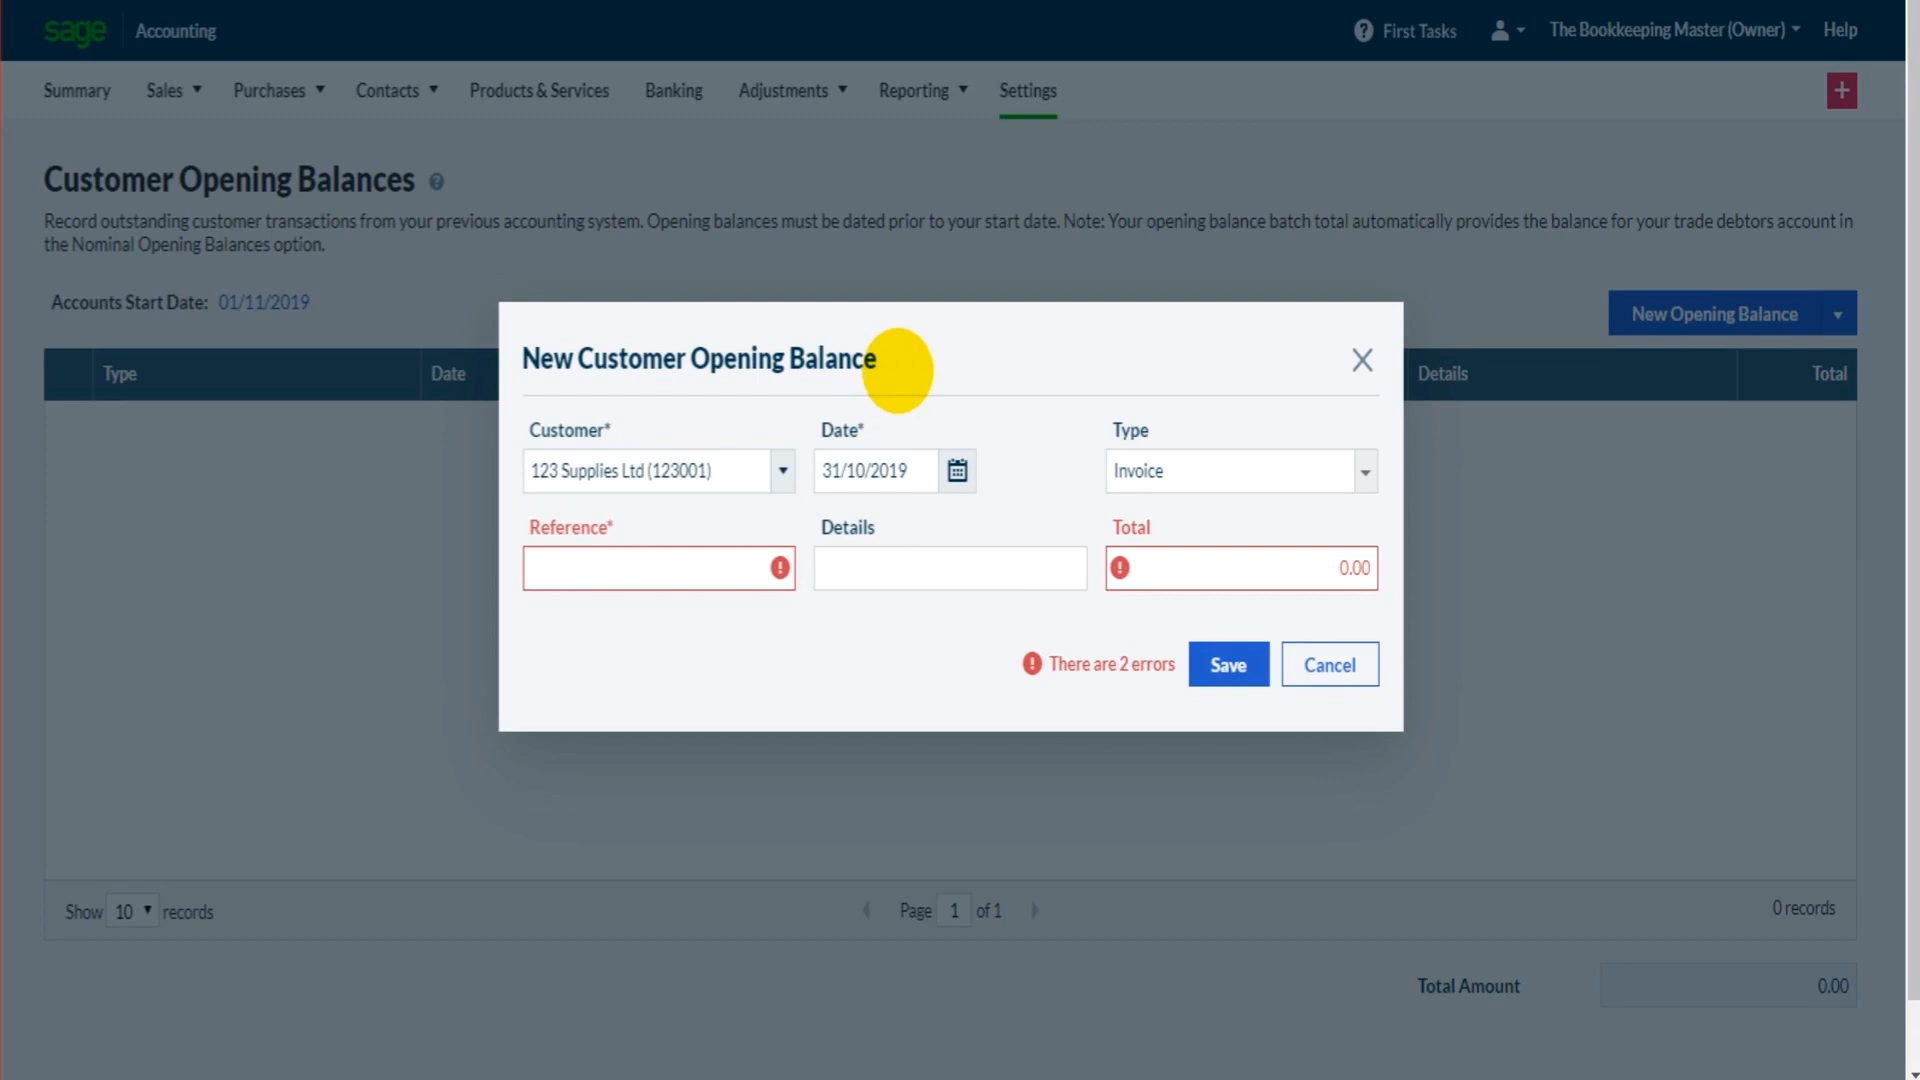 sage Accounting First Tasks The Bookkeeping Master (Owner) Help
Summary Sales Purchases Contacts Products & Services Banking Adjustments Reporting Settings
Customer Opening Balances
Record outstanding customer transactions from your previous accounting system. Opening balances must be dated prior to your start date. Note: Your opening balance batch total automatically provides the balance for your trade debtors account in
the Nominal Opening Balances option.
Accounts Start Date: 01/11/2019
New Opening Balance
Type Date Details Total
New Customer Opening Balance
Customer* Date* Type
123 Supplies Ltd (123001) 31/10/2019 Invoice
Reference* Details Total
0.00
There are 2 errors Save Cancel
Show 10 records Page 1 of 1 0 records
Total Amount 0.00